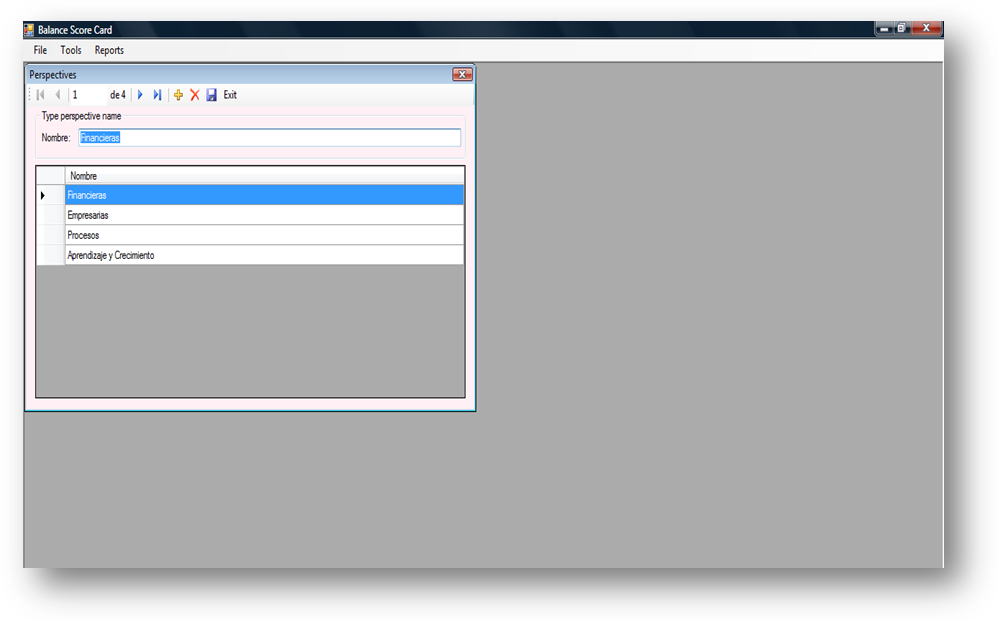 Balance Score Card
File Tools Reports
Perspectives
1 de 4 Exit
Type perspective name
Nombre: Financieras
Nombre
Financieras
Empresarias
Procesos
Aprendizaje y Crecimiento